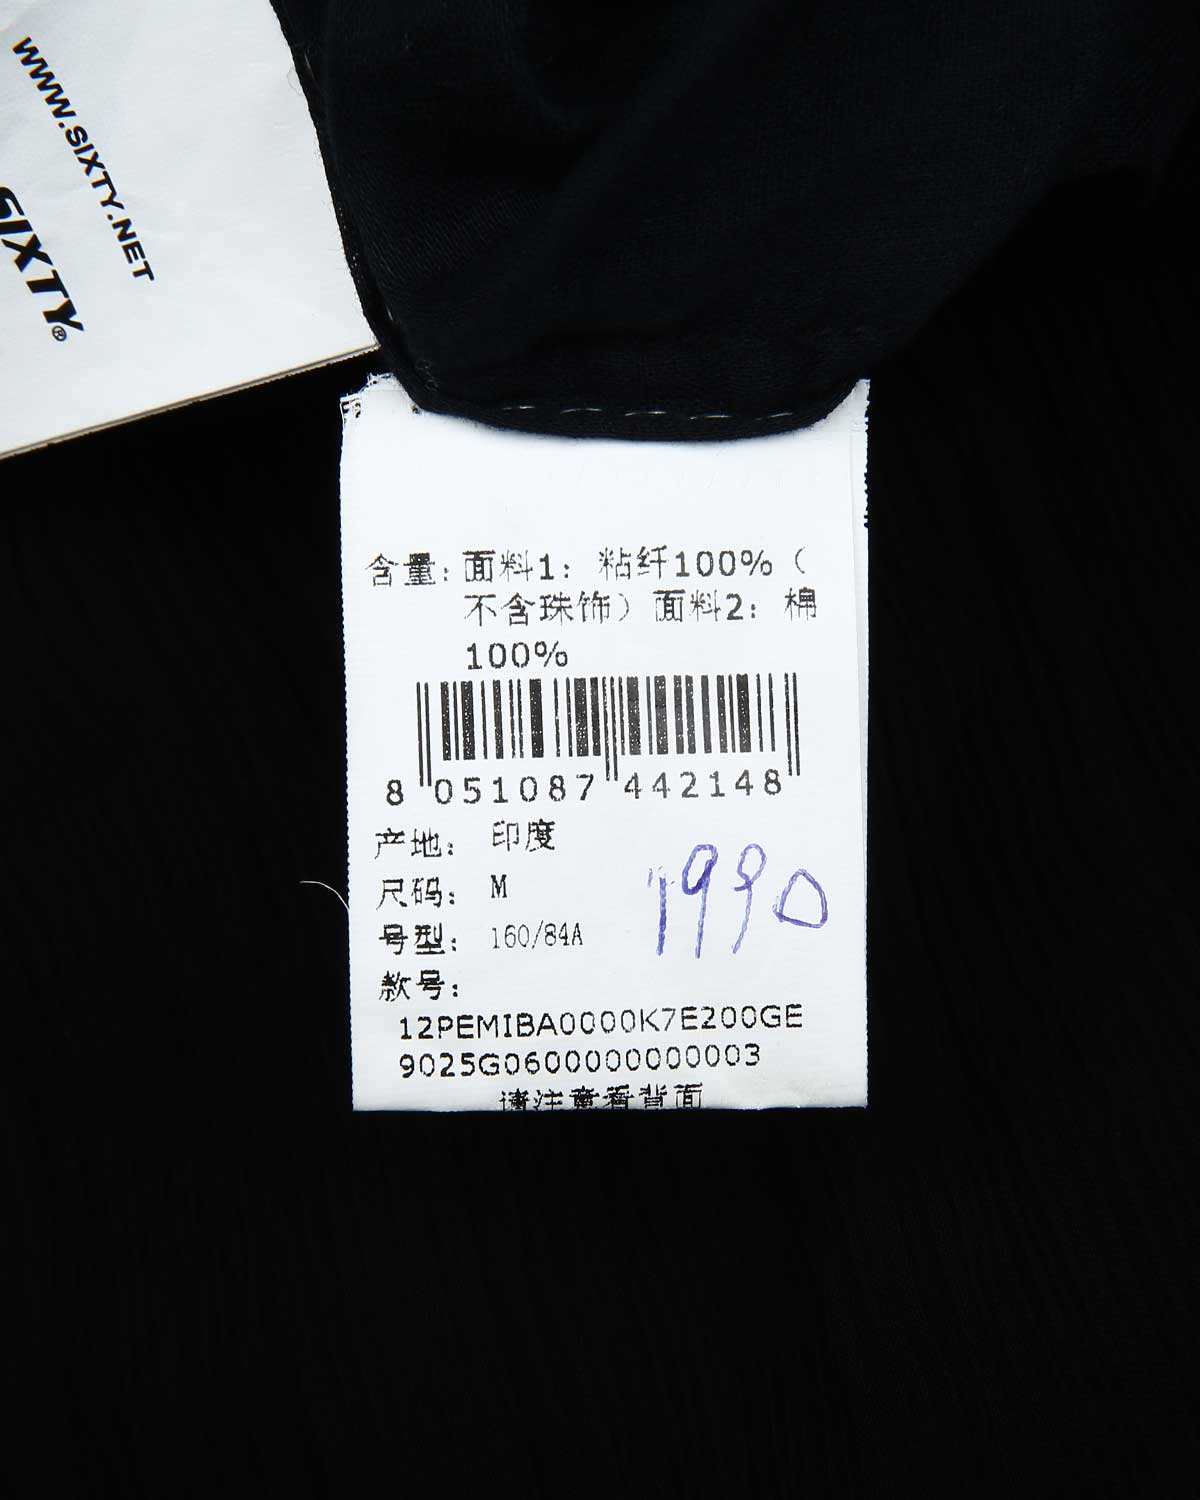 WWW.SIXTY.NET
SIXTY®
含量: 面料1: 粘纤100%（
不含珠饰）面料2: 棉
100%
8 051087 442148
产地: 印度
尺码: M
1990
号型: 160/84A
款号:
12PEMIBA0000K7E200GE
9025G0600000000003
请注意看背面